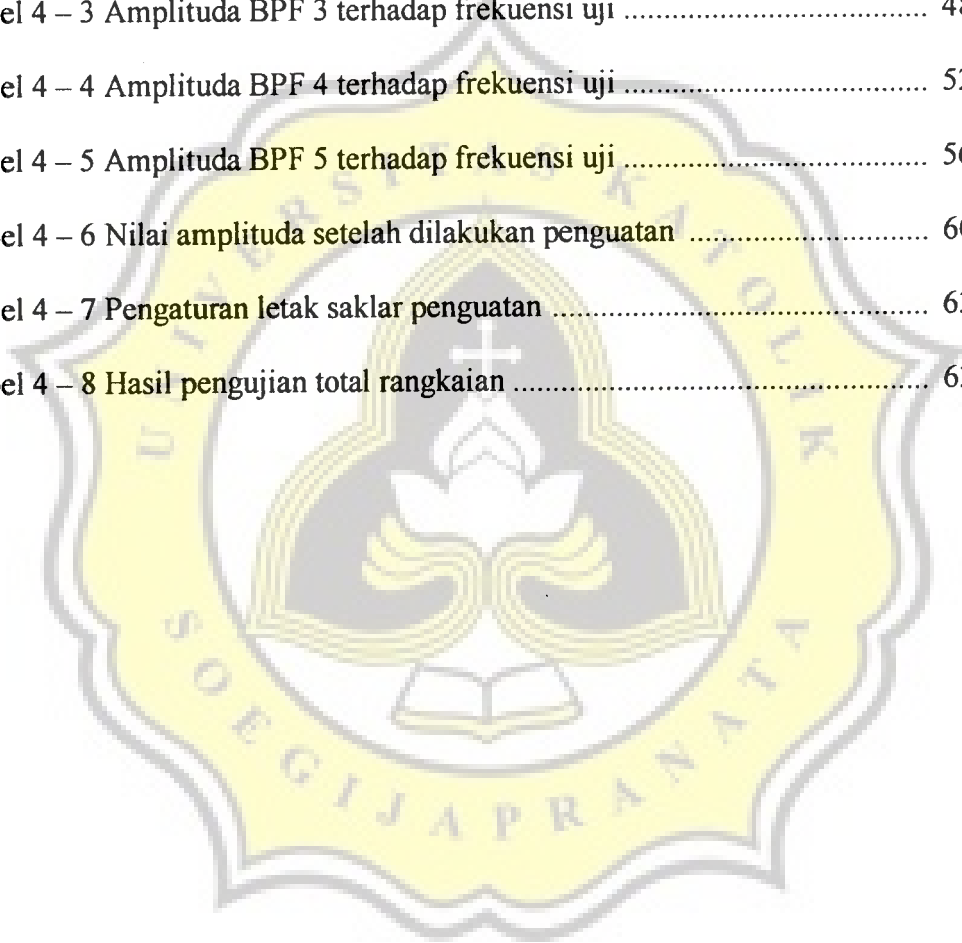 el 4 – 3 Amplituda BPF 3 terhadap frekuensi uji ...................................... 48
el 4 – 4 Amplituda BPF 4 terhadap frekuensi uji ......................................
el 4 – 5 Amplituda BPF 5 terhadap frekuensi uji ...................................... 56
el 4 – 6 Nilai amplituda setelah dilakukan penguatan ..............................
el 4 – 7 Pengaturan letak saklar penguatan ...............................................
el 4 – 8 Hasil pengujian total rangkaian ....................................................
UNIVERSITAS KATOLIK
SOEGIJAPRANATA